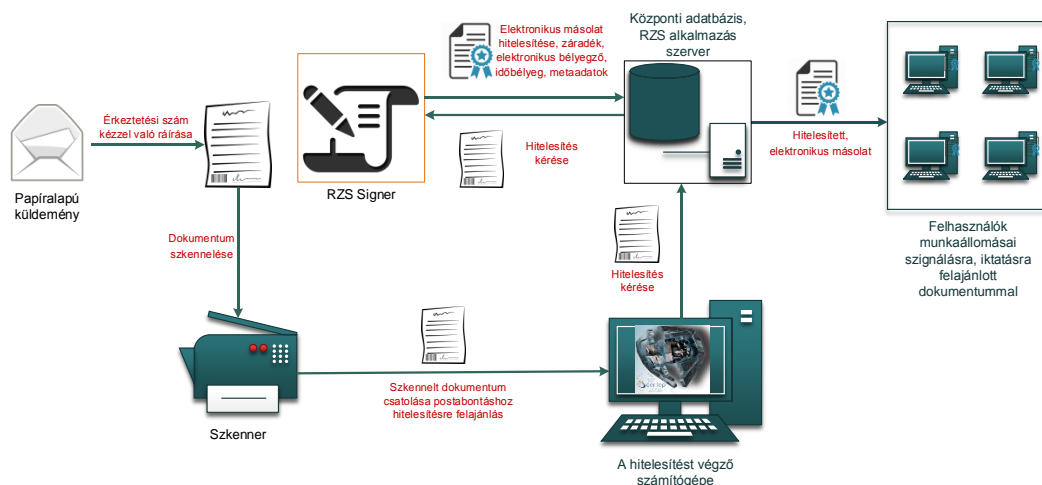 Elektronikus másolat
hitelesítése, záradék,
elektronikus bélyegző,
időbélyeg, metaadatok
Központi adatbázis,
RZS alkalmazás
szerver
Érkeztetési szám
kézzel való ráírása
Hitelesítés
kérése
Hitelesített,
elektronikus másolat
Papíralapú
küldemény
RZS Signer
Dokumentum
szkennelése
Hitelesítés
kérése
Felhasználók
munkaállomásai
szignálásra, iktatásra
felajánlott
dokumentummal
Szkennelt dokumentum
csatolása postabontáshoz
hitelesítésre felajánlás
Szkenner
A hitelesítést végző
számítógépe